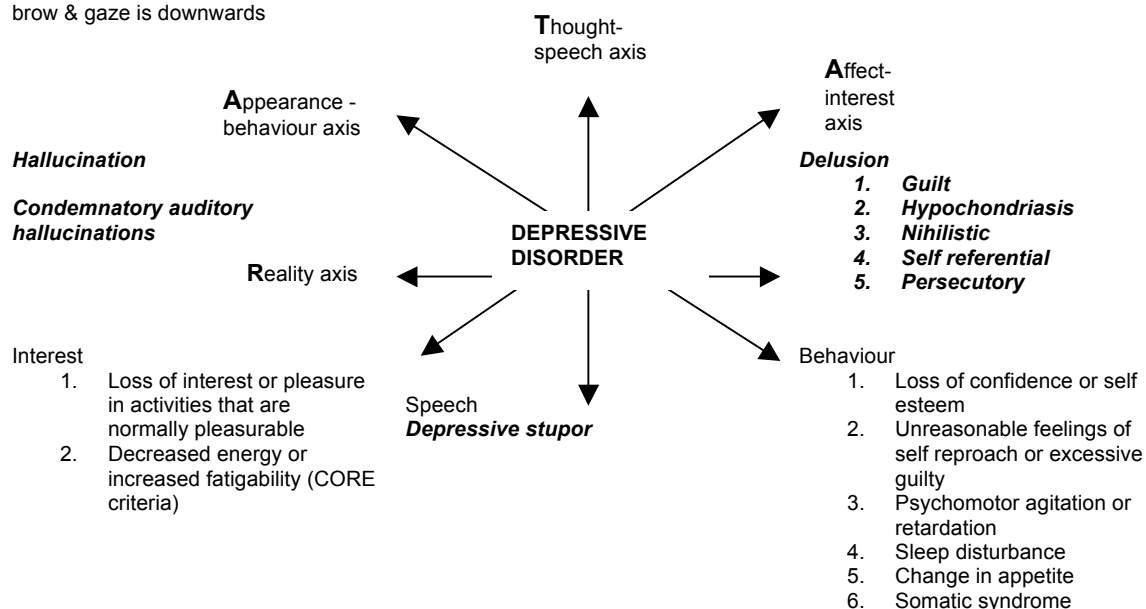 brow & gaze is downwards
Thought-
speech axis
Affect-
interest
axis
Appearance -
behaviour axis
Hallucination
Condemnatory auditory
hallucinations
Delusion
1. Guilt
2. Hypochondriasis
3. Nihilistic
4. Self referential
5. Persecutory
DEPRESSIVE
DISORDER
Reality axis
Interest
1. Loss of interest or pleasure
in activities that are
normally pleasurable
2. Decreased energy or
increased fatigability (CORE
criteria)
Speech
Depressive stupor
Behaviour
1. Loss of confidence or self
esteem
2. Unreasonable feelings of
self reproach or excessive
guilty
3. Psychomotor agitation or
retardation
4. Sleep disturbance
5. Change in appetite
6. Somatic syndrome